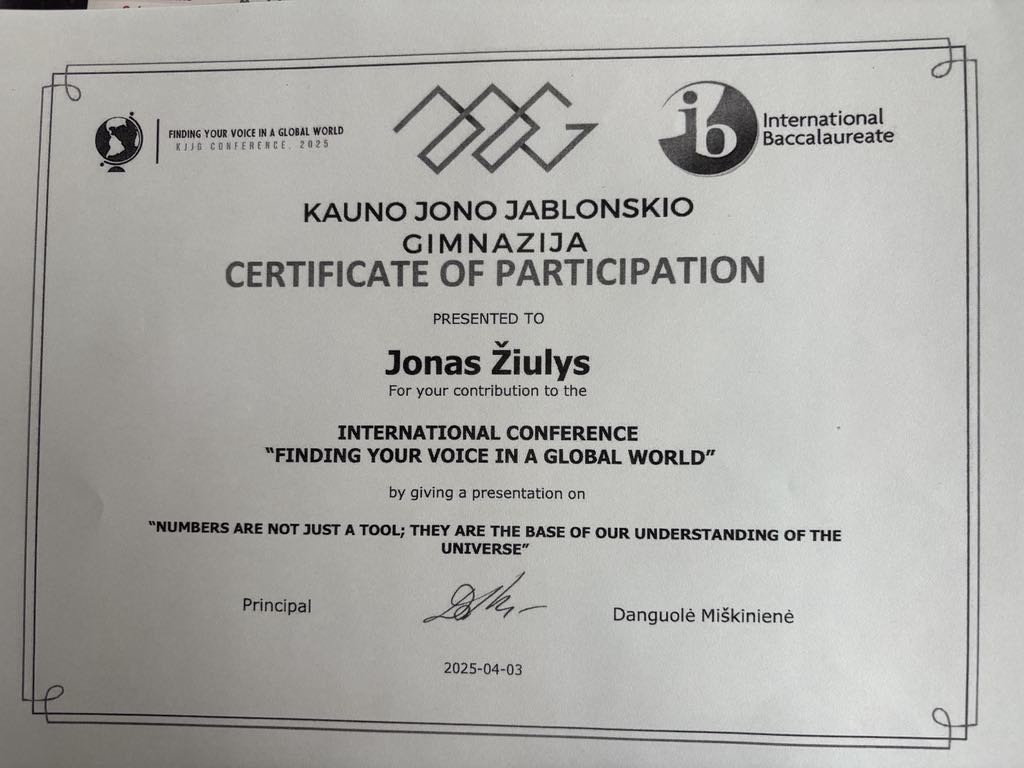 FINDING YOUR VOICE IN A GLOBAL WORLD
KJJG CONFERENCE, 2025
ib
International
Baccalaureate
KAUNO JONO JABLONSKIO
GIMNAZIJA
CERTIFICATE OF PARTICIPATION
PRESENTED TO
Jonas Žiulys
For your contribution to the
INTERNATIONAL CONFERENCE
“FINDING YOUR VOICE IN A GLOBAL WORLD”
by giving a presentation on
“NUMBERS ARE NOT JUST A TOOL; THEY ARE THE BASE OF OUR UNDERSTANDING OF THE
UNIVERSE”
Principal
Danguolė Miškinienė
2025-04-03